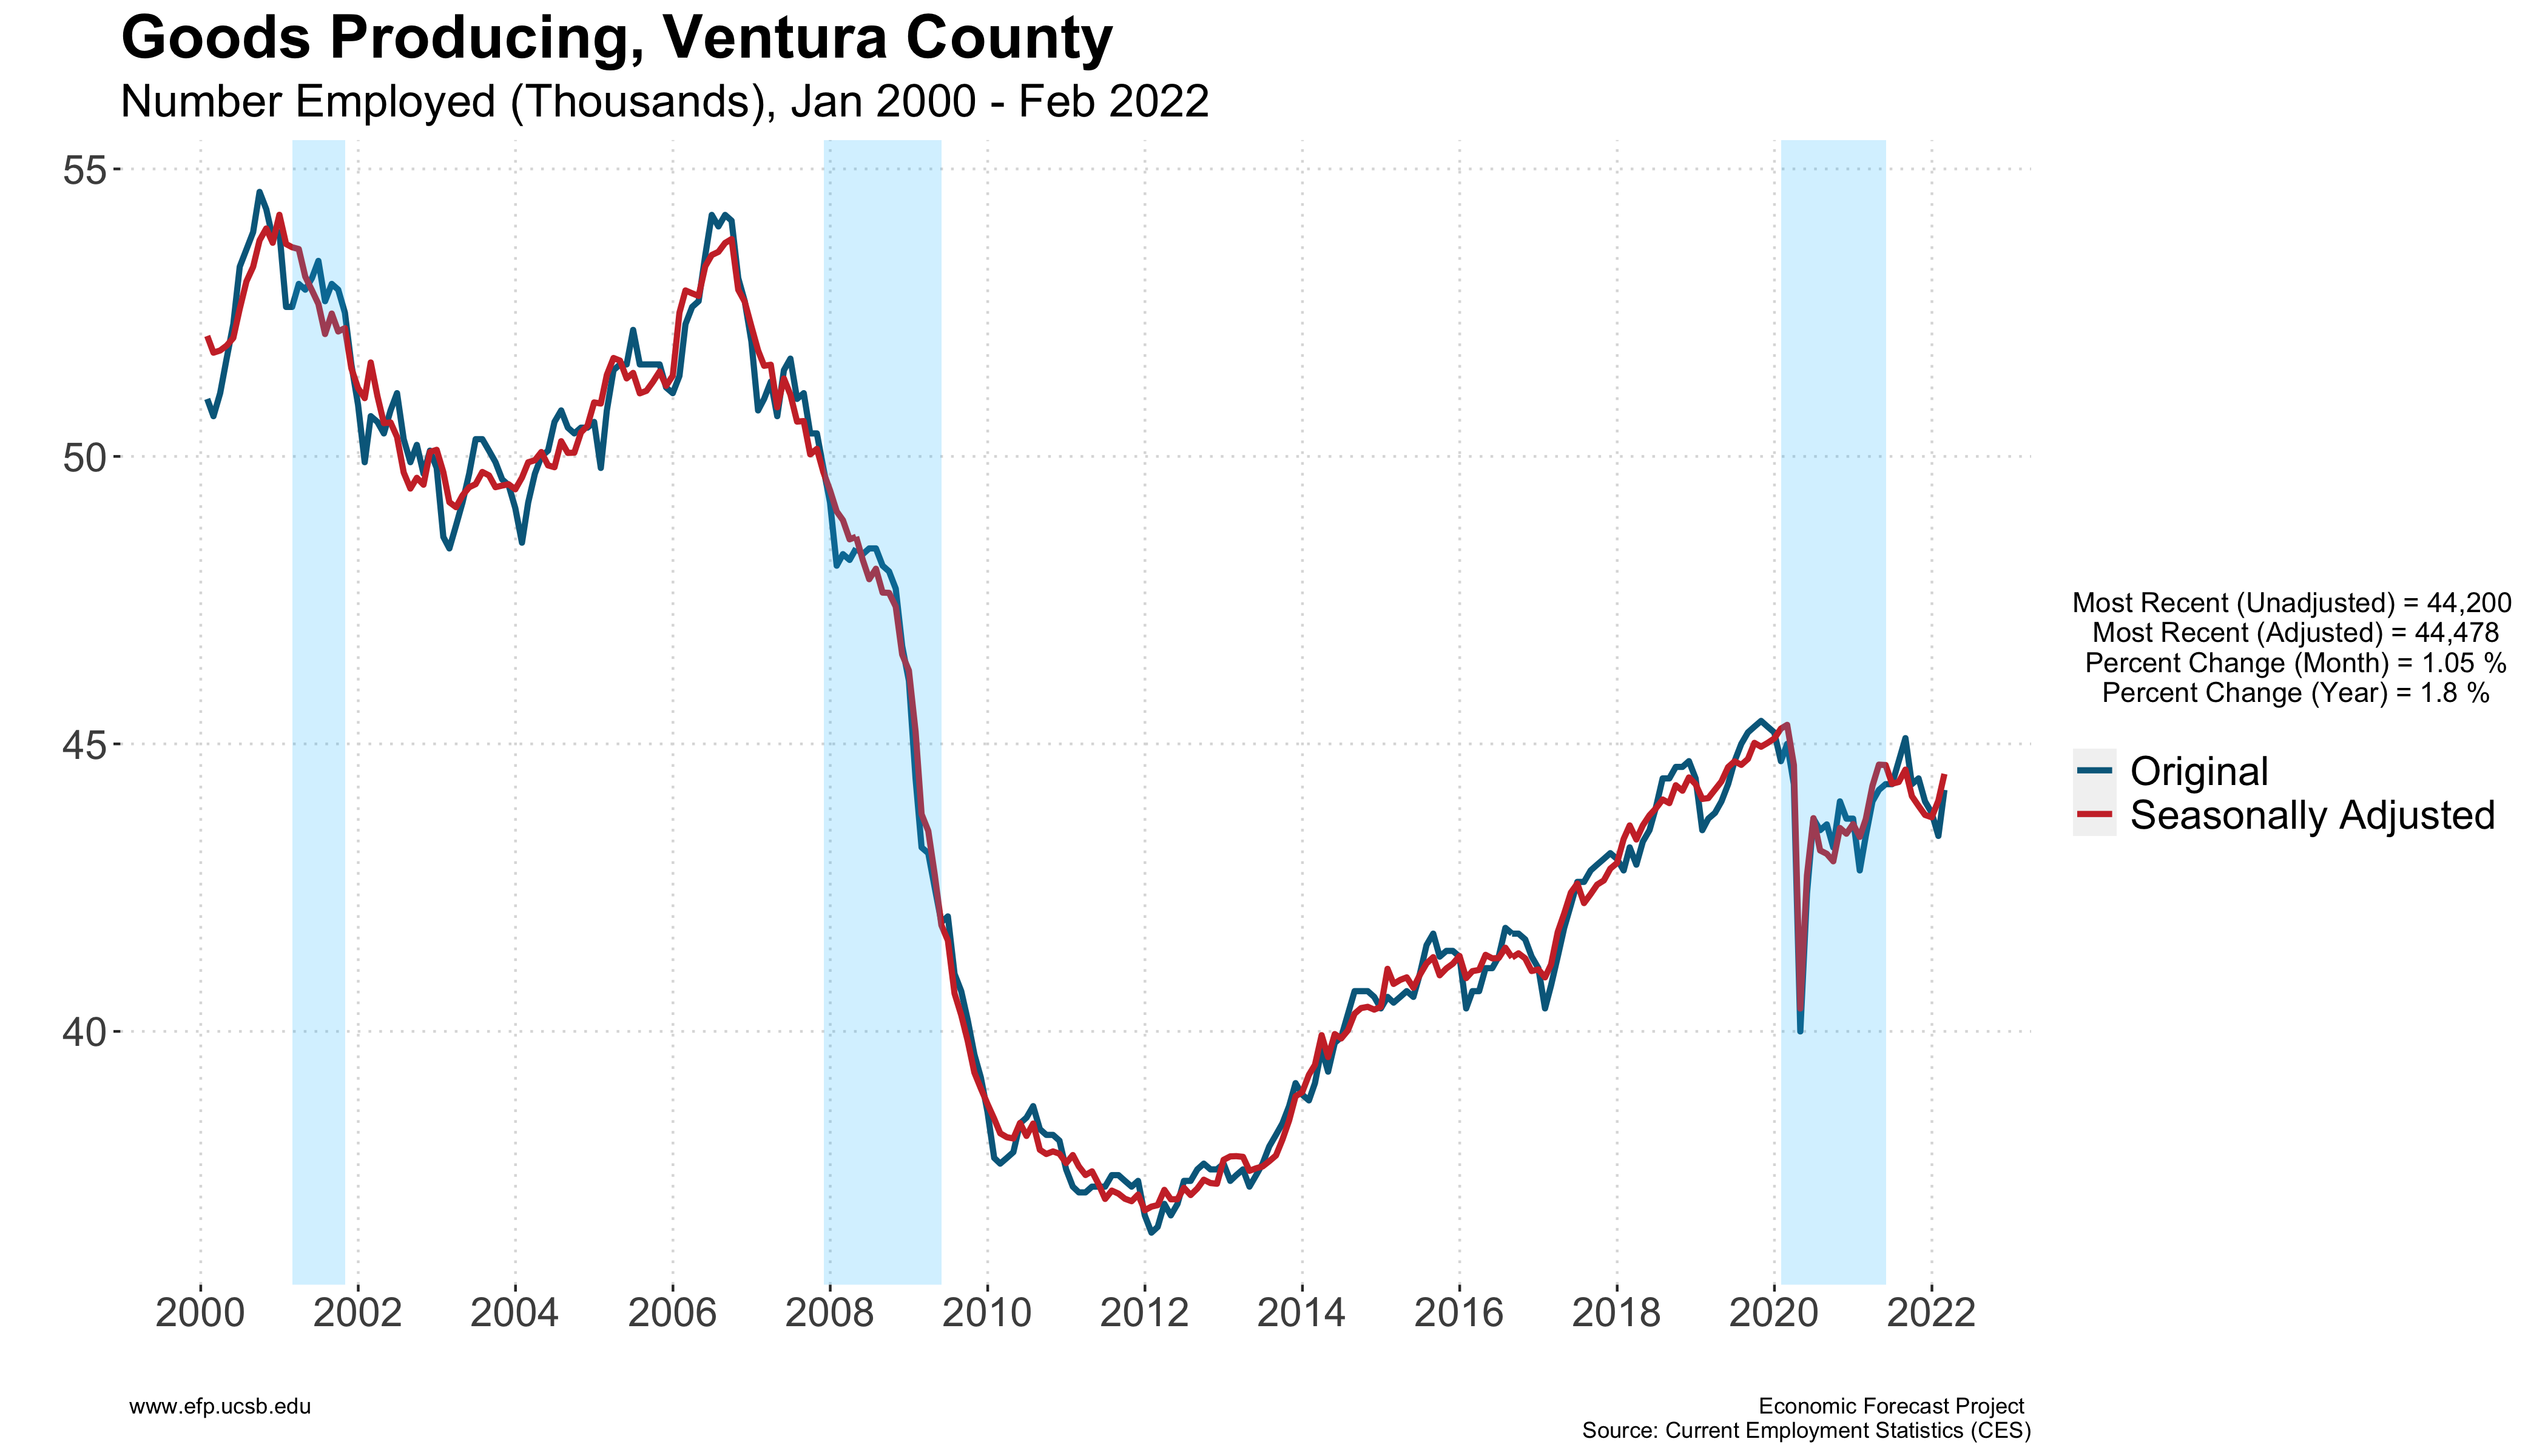 Goods Producing, Ventura County
Number Employed (Thousands), Jan 2000 - Feb 2022
55
50
45
40
2000 2002 2004 2006 2008 2010 2012 2014 2016 2018 2020 2022
Most Recent (Unadjusted) = 44,200
Most Recent (Adjusted) = 44,478
Percent Change (Month) = 1.05 %
Percent Change (Year) = 1.8 %
Original
Seasonally Adjusted
www.efp.ucsb.edu
Economic Forecast Project
Source: Current Employment Statistics (CES)